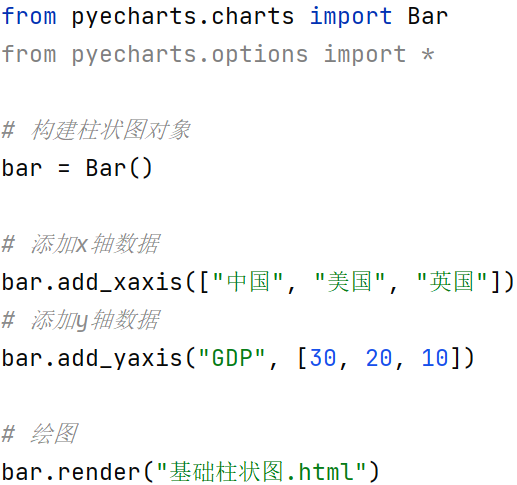 from pyecharts.charts import Bar
from pyecharts.options import *
# 构建柱状图对象
bar = Bar()
# 添加x轴数据
bar.add_xaxis(["中国", "美国", "英国"])
# 添加y轴数据
bar.add_yaxis("GDP", [30, 20, 10])
# 绘图
bar.render("基础柱状图.html")